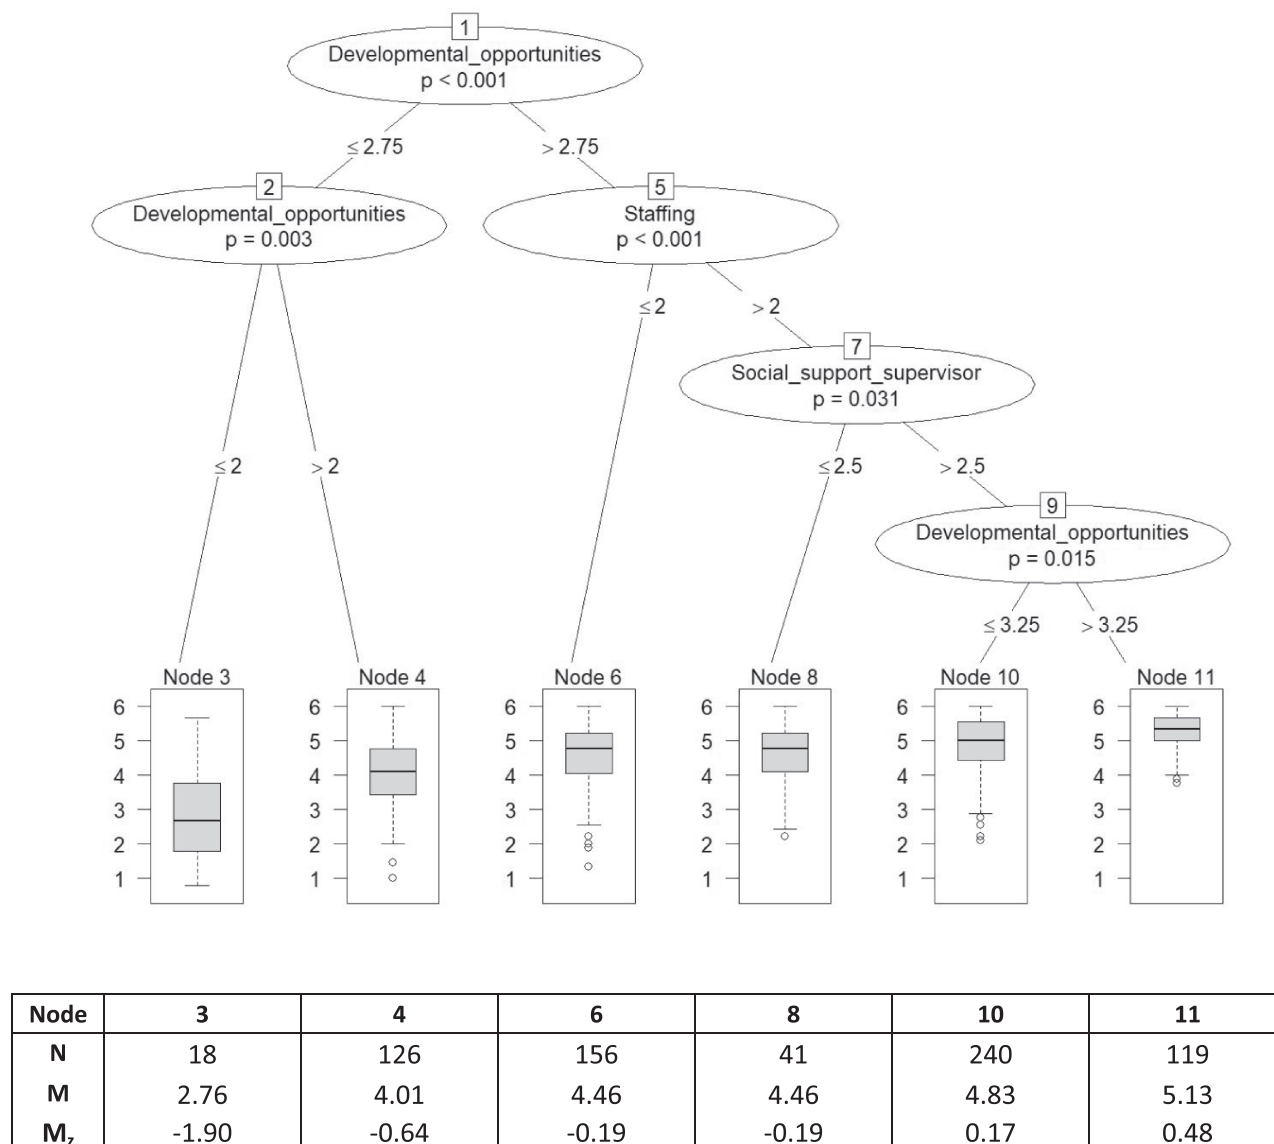 1
Developmental_opportunities
p < 0.001
≤ 2.75
> 2.75
2
Developmental_opportunities
p = 0.003
5
Staffing
p < 0.001
≤ 2
> 2
7
Social_support_supervisor
p = 0.031
≤ 2
> 2
≤ 2.5
> 2.5
9
Developmental_opportunities
p = 0.015
≤ 3.25
> 3.25
Node 3
6
5
4
3
2
1
Node 4
6
5
4
3
2
1
Node 6
6
5
4
3
2
1
Node 8
6
5
4
3
2
1
Node 10
6
5
4
3
2
1
Node 11
6
5
4
3
2
1
Node 3 4 6 8 10 11
N 18 126 156 41 240 119
M 2.76 4.01 4.46 4.46 4.83 5.13
Mz -1.90 -0.64 -0.19 -0.19 0.17 0.48